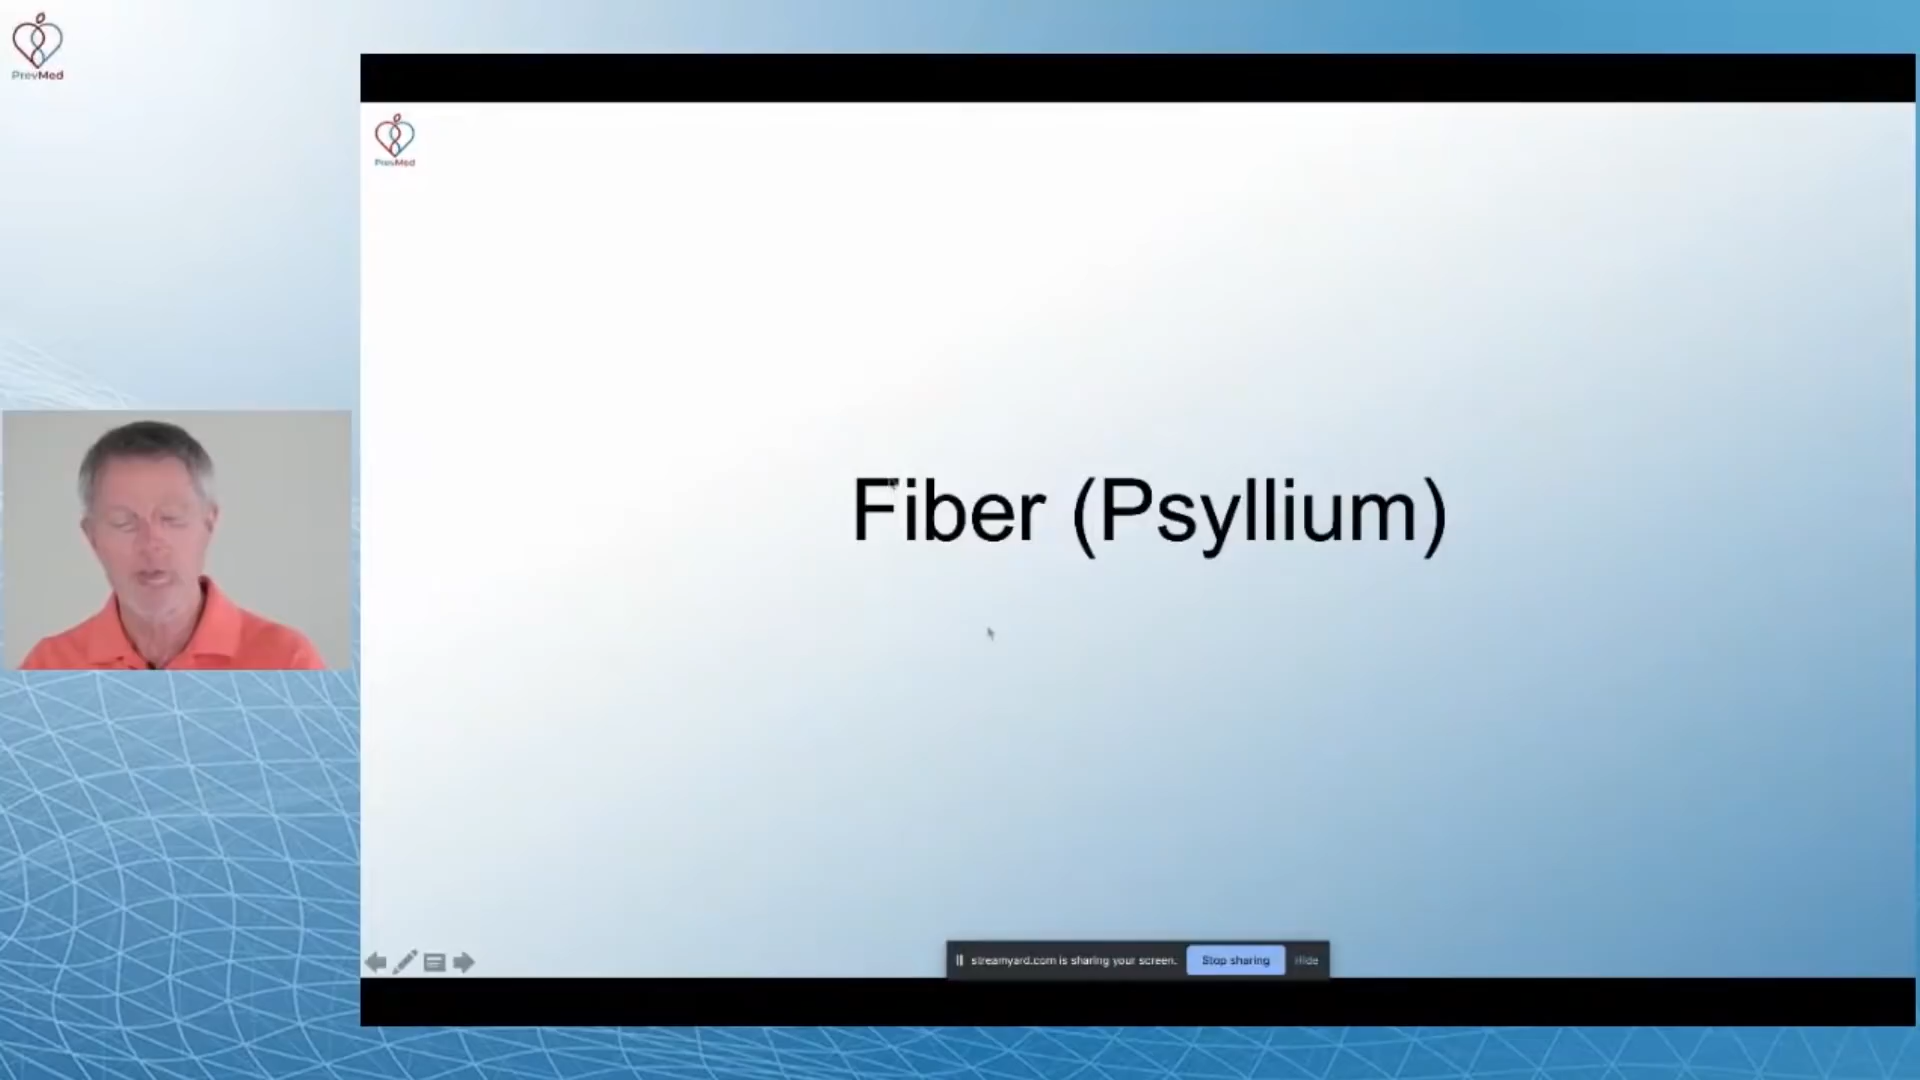 PrevMed
PrevMed
Fiber (Psyllium)
streamyard.com is sharing your screen.
Stop sharing
Hide